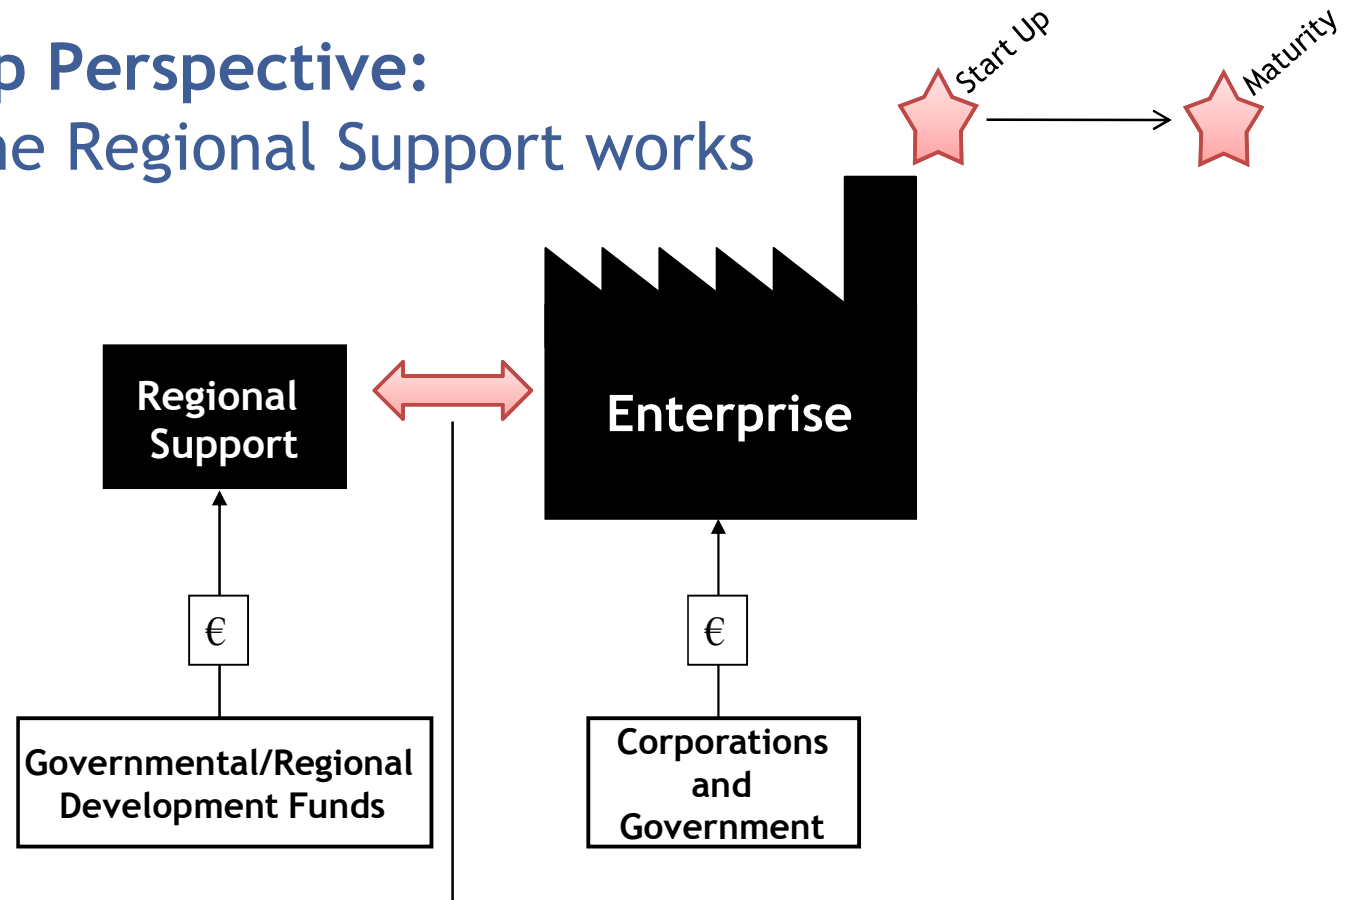 p Perspective:
ne Regional Support works
Start Up
Maturity
Regional
Support
Enterprise
€
€
Governmental/Regional
Development Funds
Corporations
and
Government